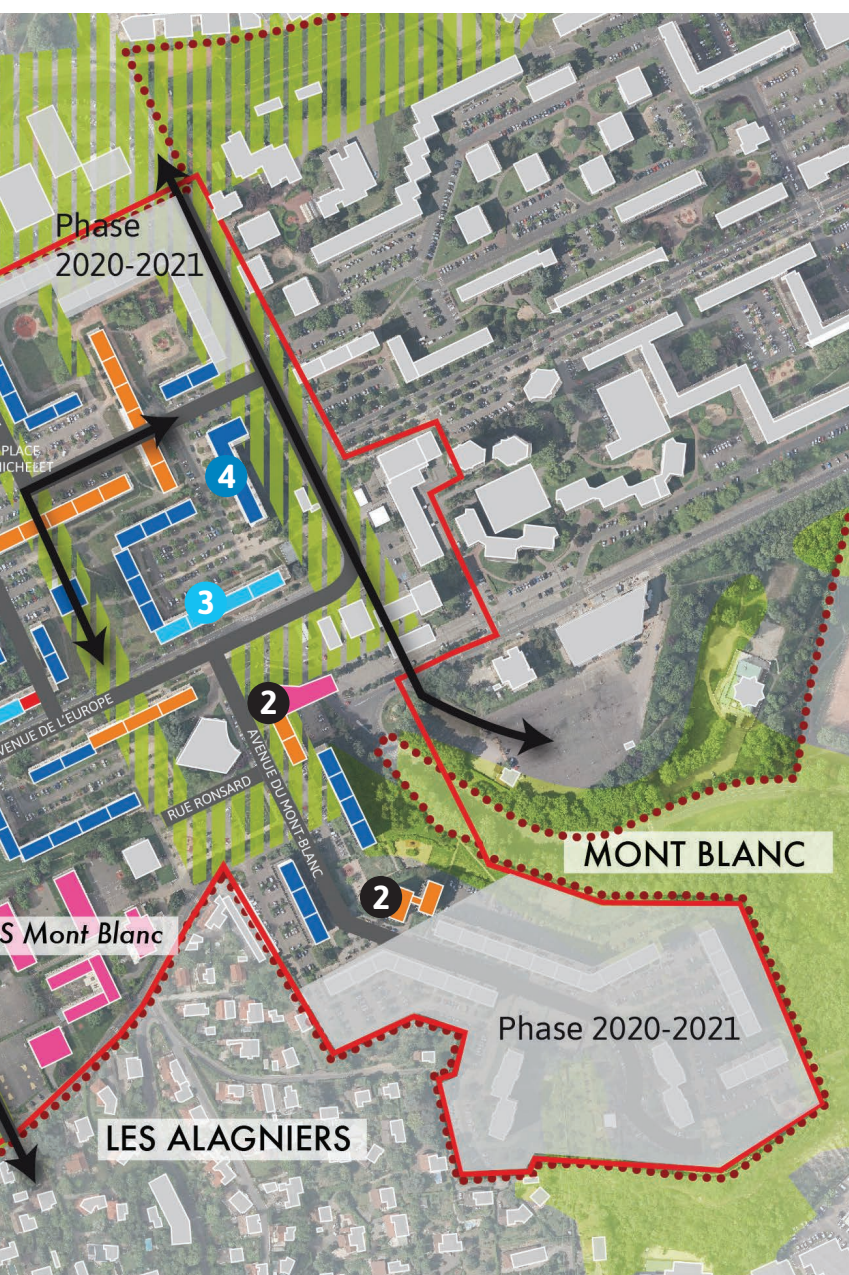 Phase
2020-2021
PLACE
MICHELET
4
3
2
AVENUE DE L'EUROPE
AVENUE DU MONT-BLANC
RUE RONSARD
MONT BLANC
2
S Mont Blanc
Phase 2020-2021
LES ALAGNIERS